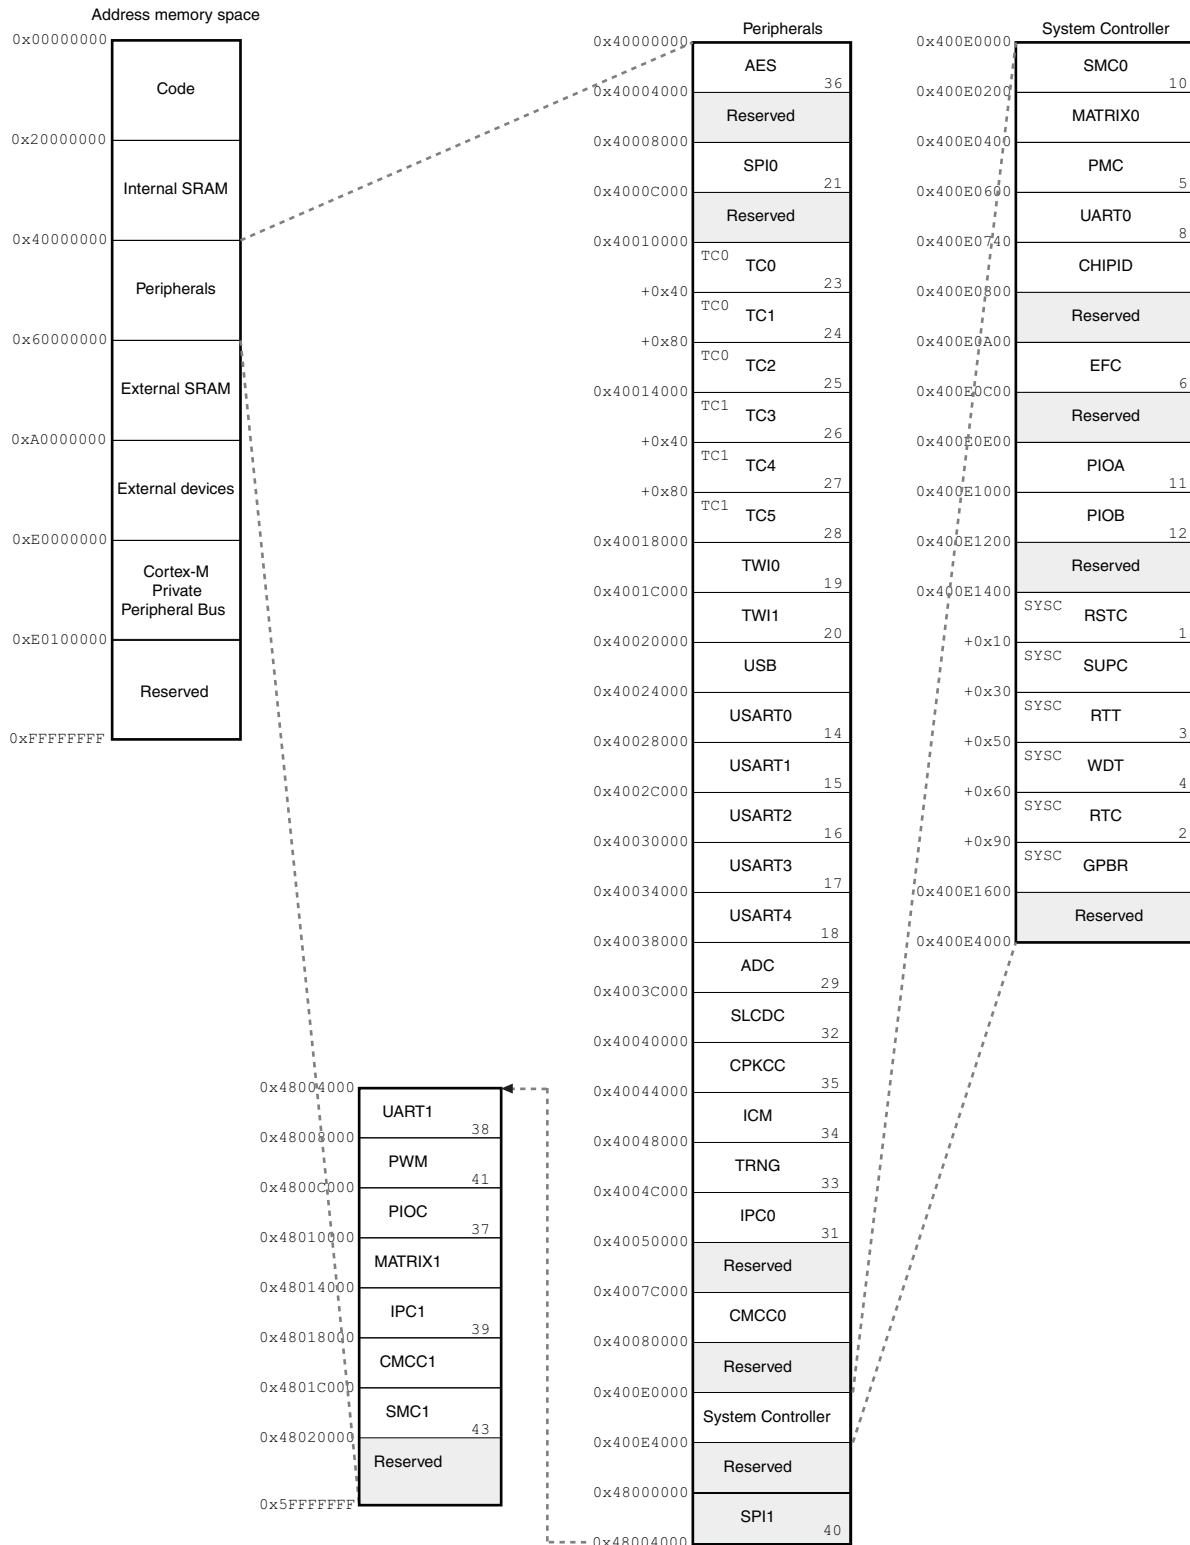 Address memory space
0x00000000
Code
0x20000000
Internal SRAM
0x40000000
Peripherals
0x60000000
External SRAM
0xA0000000
External devices
0xE0000000
Cortex-M
Private
Peripheral Bus
0xE0100000
Reserved
0xFFFFFFFF
0x48004000
UART1
38
0x48008000
PWM
41
0x4800C000
PIOC
37
0x48010000
MATRIX1
0x48014000
IPC1
39
0x48018000
CMCC1
0x4801C000
SMC1
43
0x48020000
Reserved
0x5FFFFFFF
Peripherals
0x40000000
AES
36
0x40004000
Reserved
0x40008000
SPI0
21
0x4000C000
Reserved
0x40010000
TC0
TC0
23
+0x40
TC0
TC1
24
+0x80
TC0
TC2
25
0x40014000
TC1
TC3
26
+0x40
TC1
TC4
27
+0x80
TC1
TC5
28
0x40018000
TWI0
19
0x4001C000
TWI1
20
0x40020000
USB
0x40024000
USART0
14
0x40028000
USART1
15
0x4002C000
USART2
16
0x40030000
USART3
17
0x40034000
USART4
18
0x40038000
ADC
29
0x4003C000
SLCDC
32
0x40040000
CPKCC
35
0x40044000
ICM
34
0x40048000
TRNG
33
0x4004C000
IPC0
31
0x40050000
Reserved
0x4007C000
CMCC0
0x40080000
Reserved
0x400E0000
System Controller
0x400E4000
Reserved
0x48000000
SPI1
40
0x48004000
System Controller
0x400E0000
SMC0
10
0x400E0200
MATRIX0
0x400E0400
PMC
5
0x400E0600
UART0
8
0x400E0740
CHIPID
0x400E0800
Reserved
0x400E0A00
EFC
6
0x400E0C00
Reserved
0x400E0E00
PIOA
11
0x400E1000
PIOB
12
0x400E1200
Reserved
0x400E1400
SYSC
RSTC
1
+0x10
SYSC
SUPC
+0x30
SYSC
RTT
3
+0x50
SYSC
WDT
4
+0x60
SYSC
RTC
2
+0x90
SYSC
GPBR
0x400E1600
Reserved
0x400E4000